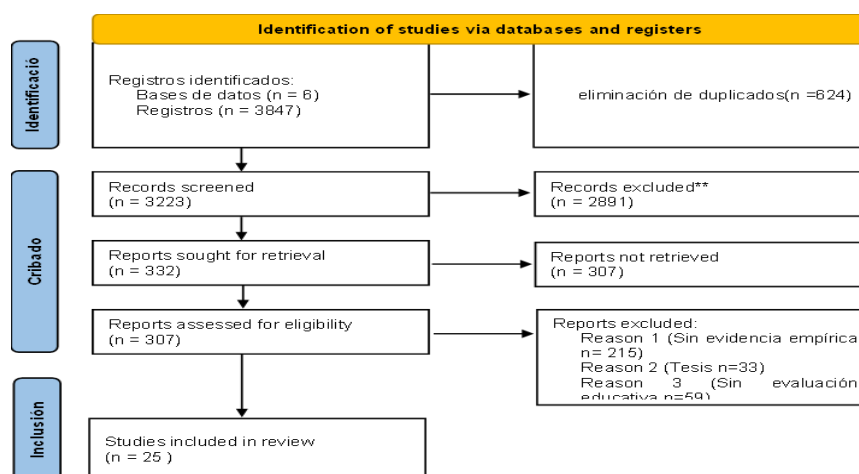 Identification of studies via databases and registers
Identificació
Registros identificados:
Bases de datos (n = 6)
Registros (n = 3847)
eliminación de duplicados(n =624)
Cribado
Records screened
(n = 3223)
Records excluded**
(n = 2891)
Reports sought for retrieval
(n = 332)
Reports not retrieved
(n = 307)
Reports assessed for eligibility
(n = 307)
Reports excluded:
Reason 1 (Sin evidencia empírica
n= 215)
Reason 2 (Tesis n=33)
Reason 3 (Sin evaluación
educativa n=59)
Inclusión
Studies included in review
(n = 25 )